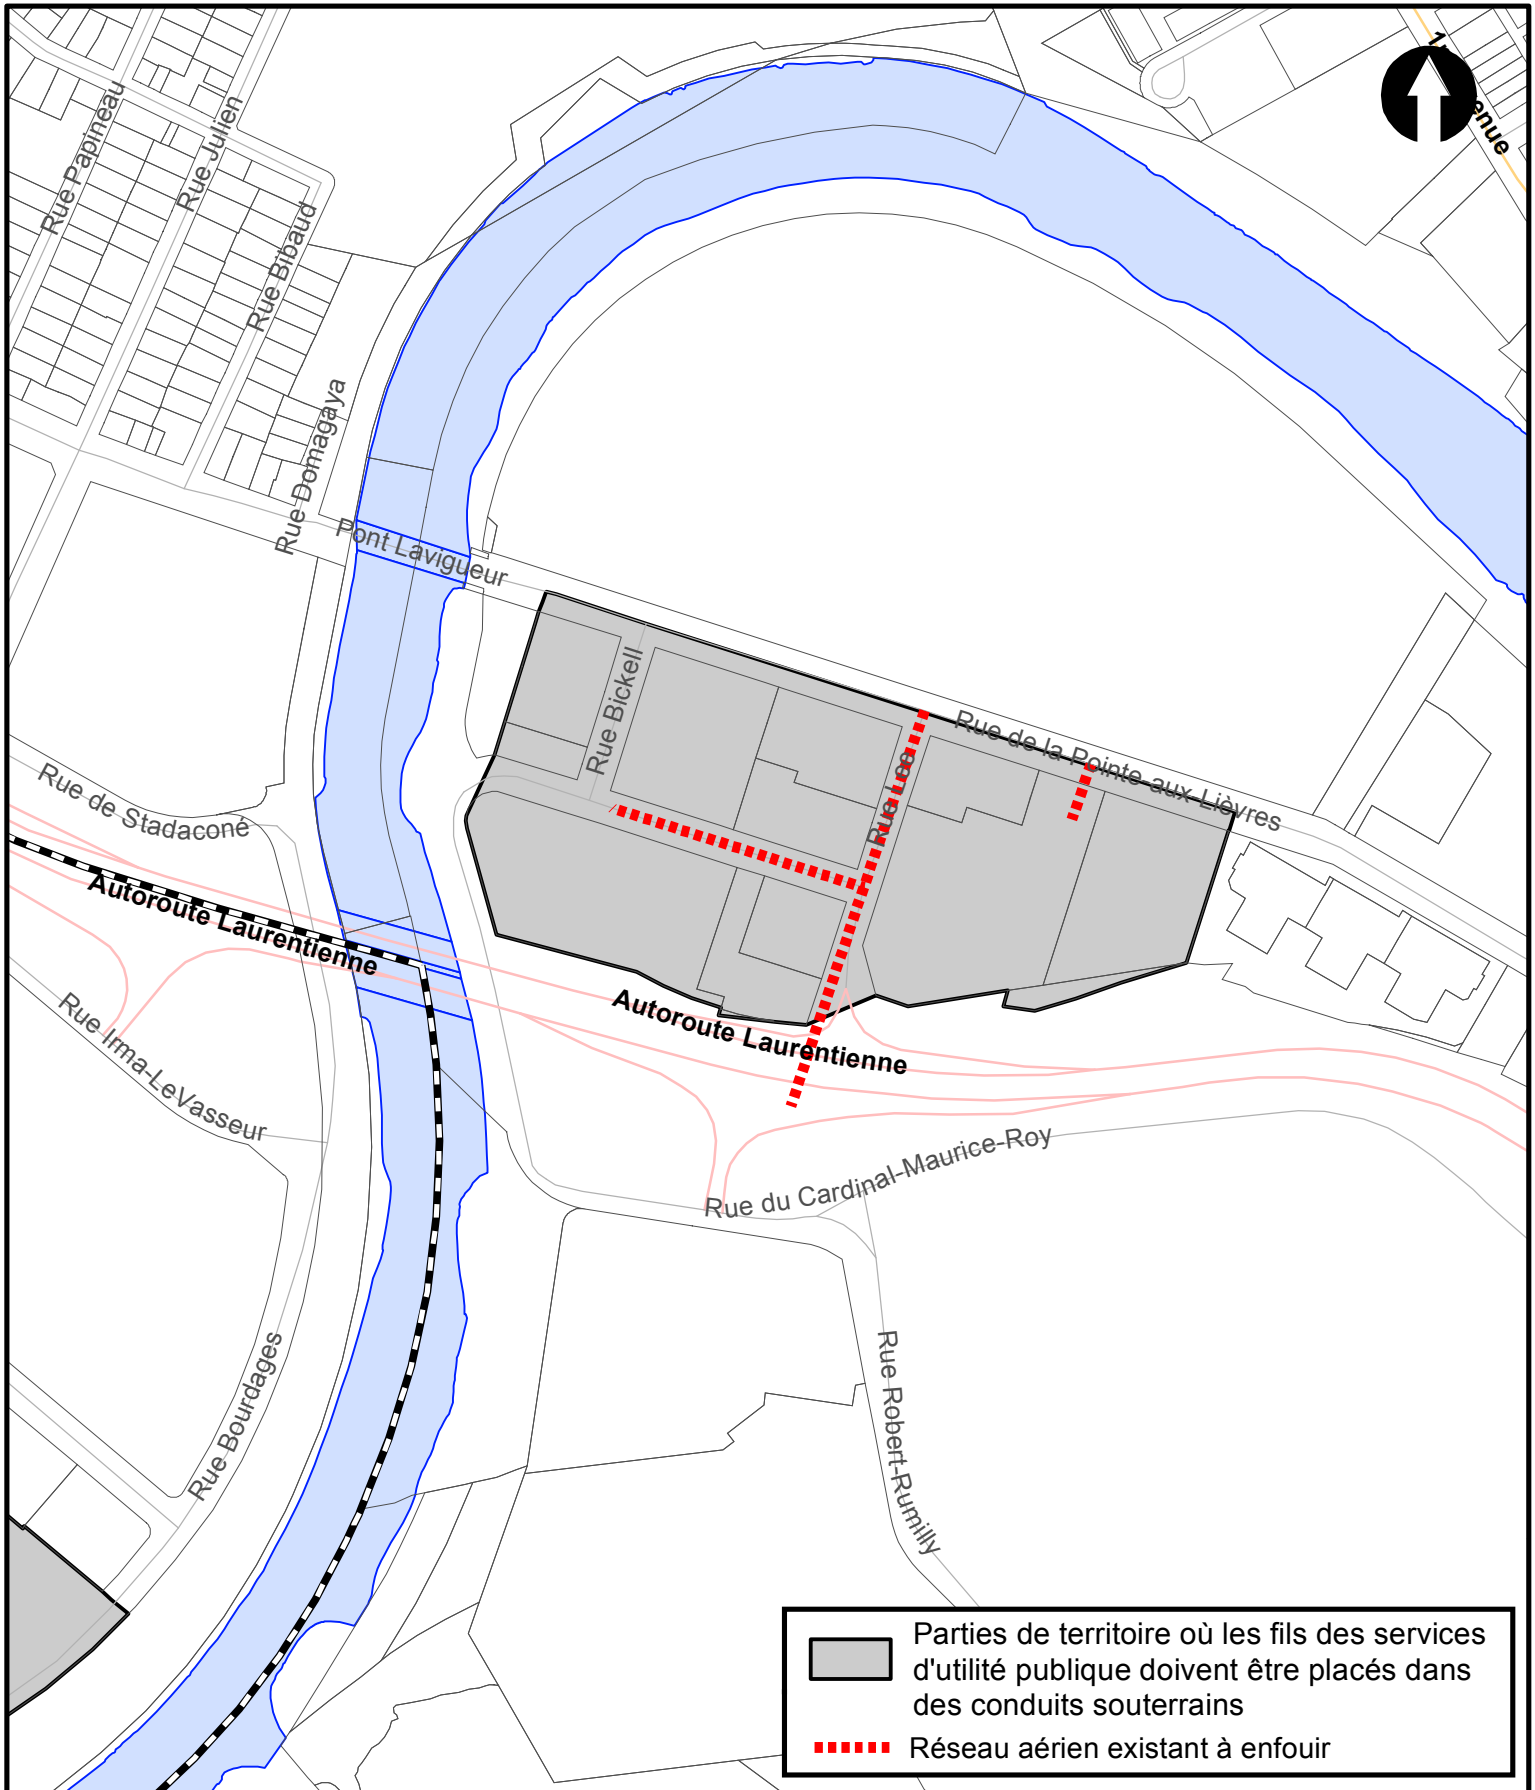 Rue Papineau
Rue Julien
Rue Bibaud
Rue Domagaya
Pont Lavigueur
Rue Bickell
Rue Lee
Rue de la Pointe-aux-Lièvres
Rue de Stadaconé
Autoroute Laurentienne
Rue Irma-LeVasseur
Autoroute Laurentienne
Rue du Cardinal-Maurice-Roy
Rue Bourdages
Rue Robert-Rumilly
Parties de territoire où les fils des services
d'utilité publique doivent être placés dans
des conduits souterrains
Réseau aérien existant à enfouir